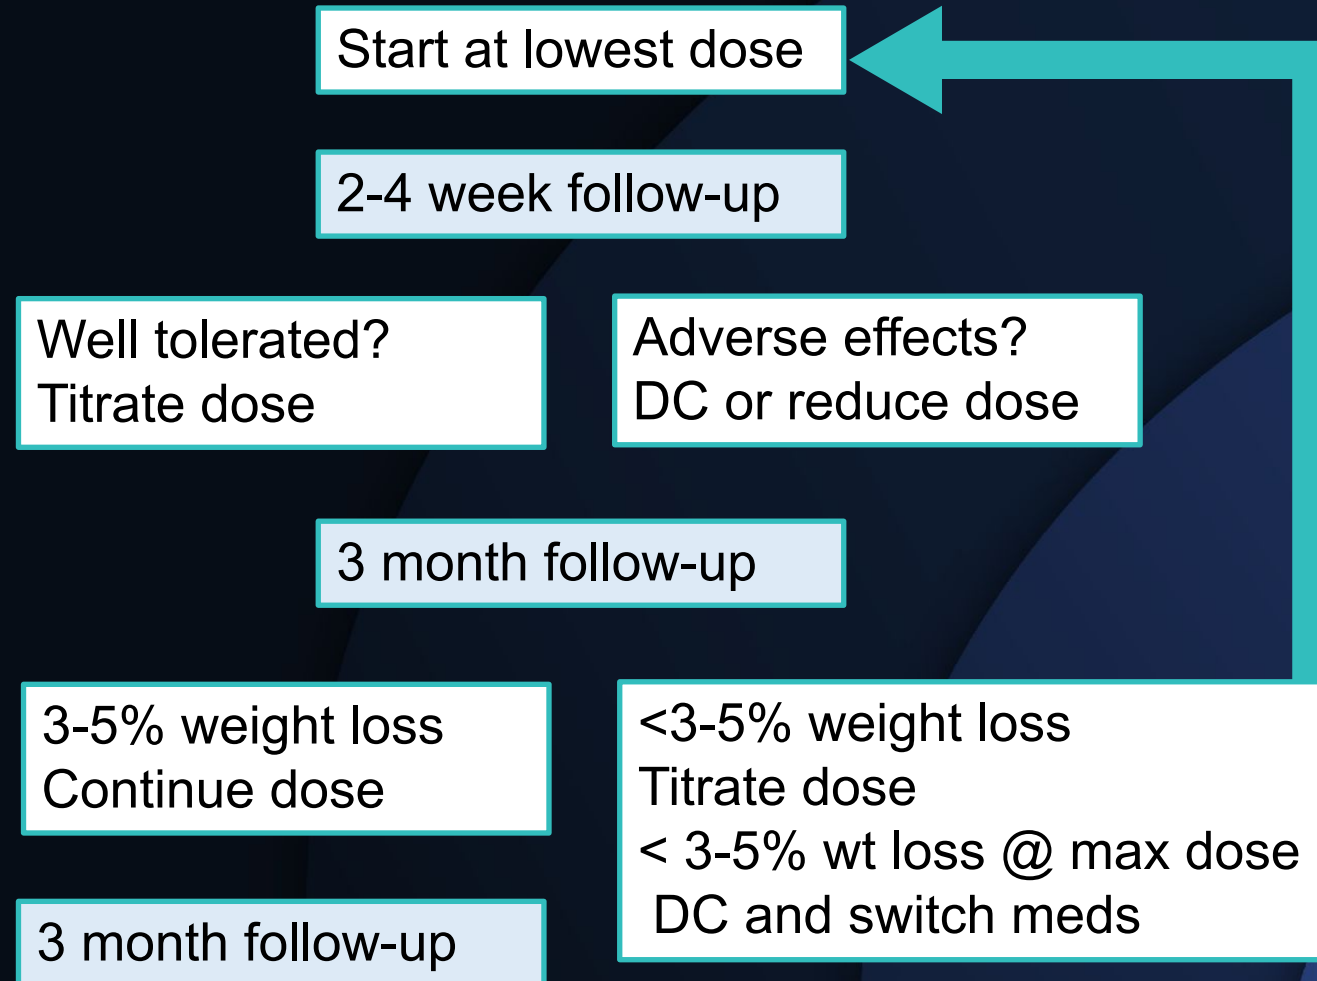 Start at lowest dose
2-4 week follow-up
Well tolerated?
Titrate dose
Adverse effects?
DC or reduce dose
3 month follow-up
3-5% weight loss
Continue dose
<3-5% weight loss
Titrate dose
< 3-5% wt loss @ max dose
DC and switch meds
3 month follow-up